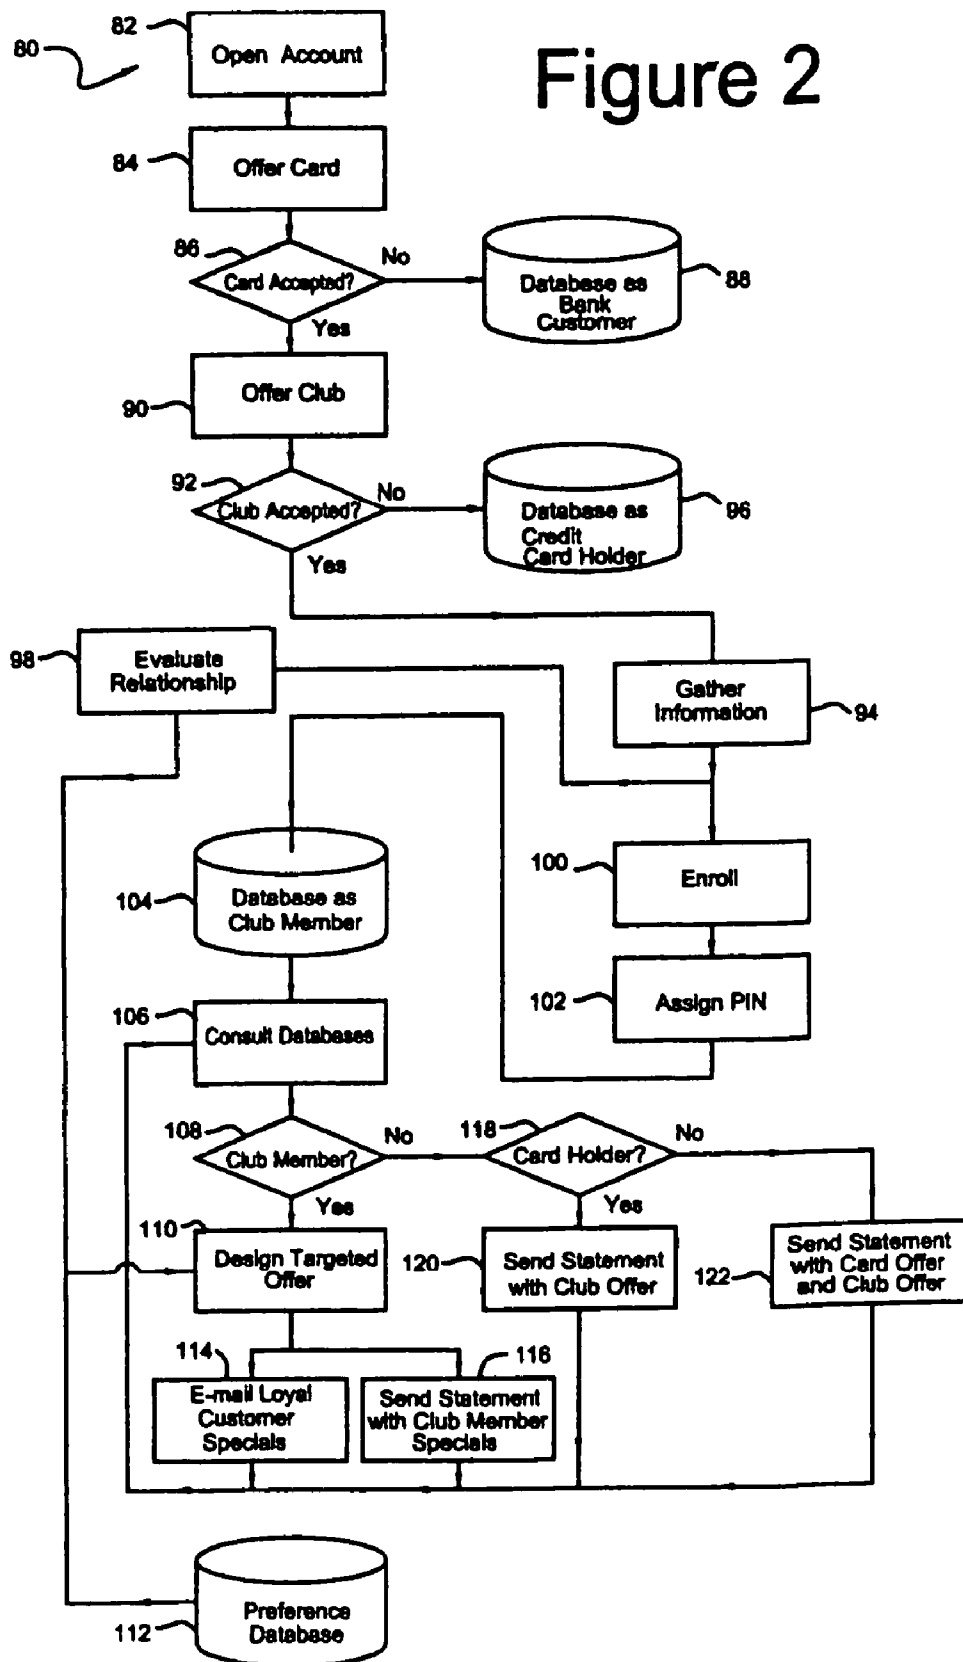 Figure 2
80
82
Open Account
84
Offer Card
86
Card Accepted?
No
Yes
Database as
Bank
Customer
88
90
Offer Club
92
Club Accepted?
No
Yes
Database as
Credit
Card Holder
96
98
Evaluate
Relationship
Gather
Information
94
100
Enroll
102
Assign PIN
104
Database as
Club Member
106
Consult Databases
108
Club Member?
No
Yes
118
Card Holder?
No
Yes
110
Design Targeted
Offer
120
Send Statement
with Club Offer
122
Send Statement
with Card Offer
and Club Offer
114
E-mail Loyal
Customer
Specials
116
Send Statement
with Club Member
Specials
112
Preference
Database